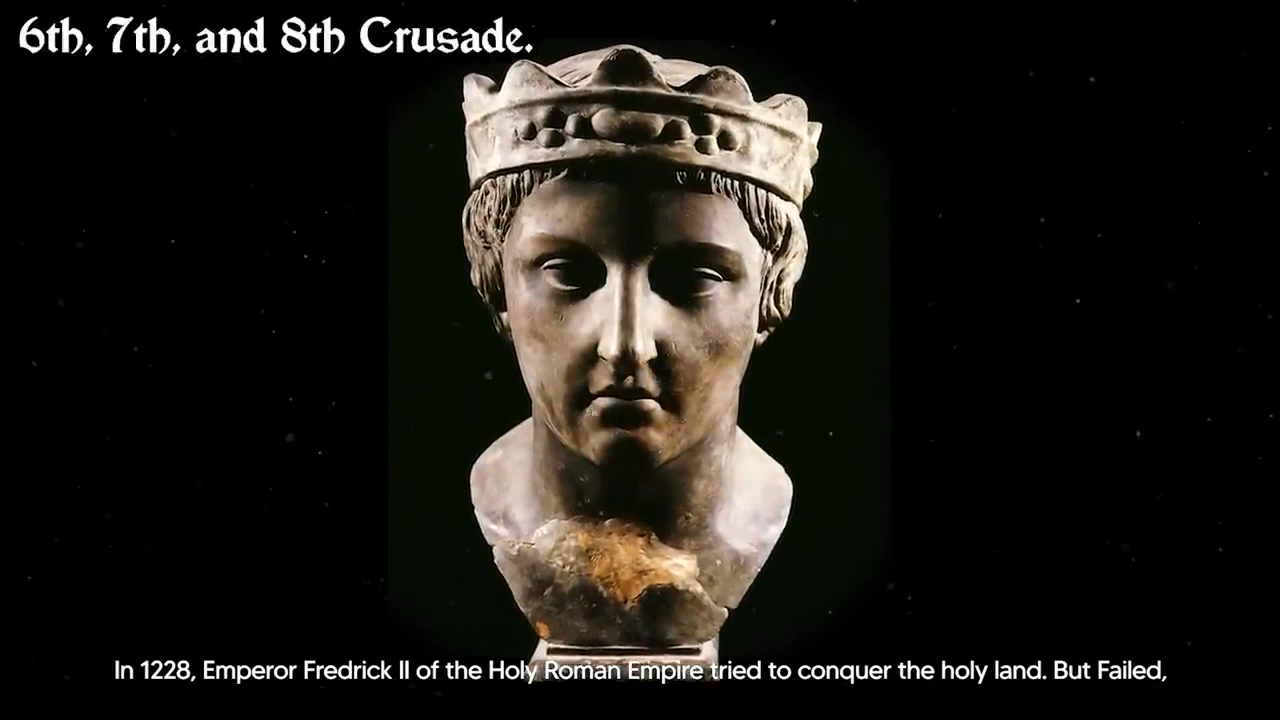 6th, 7th, and 8th Crusade.
In 1228, Emperor Fredrick II of the Holy Roman Empire tried to conquer the holy land. But Failed,